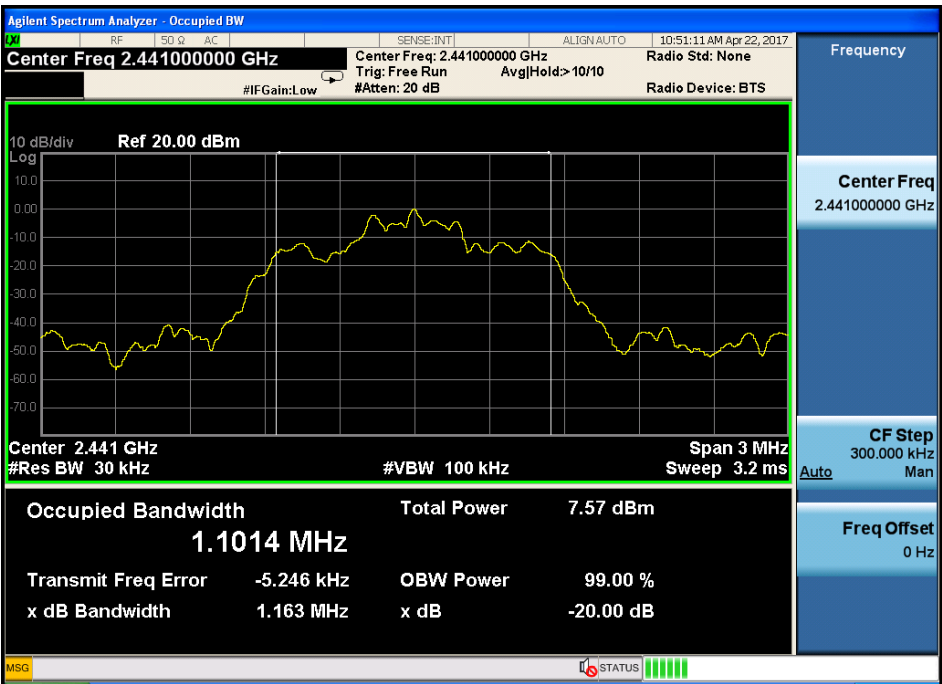 Agilent Spectrum Analyzer - Occupied BW
LXI RF 50 Ω AC SENSE:INT ALIGN AUTO 10:51:11 AM Apr 22, 2017
Center Freq 2.441000000 GHz
Center Freq: 2.441000000 GHz
Radio Std: None
Trig: Free Run Avg|Hold:>10/10
#IFGain:Low
#Atten: 20 dB
Radio Device: BTS
Frequency
10 dB/div Ref 20.00 dBm
Log
10.0
0.00
-10.0
-20.0
-30.0
-40.0
-50.0
-60.0
-70.0
Center 2.441 GHz Span 3 MHz
#Res BW 30 kHz #VBW 100 kHz Sweep 3.2 ms
Occupied Bandwidth Total Power 7.57 dBm
1.1014 MHz
Transmit Freq Error -5.246 kHz OBW Power 99.00 %
x dB Bandwidth 1.163 MHz x dB -20.00 dB
Center Freq
2.441000000 GHz
CF Step
300.000 kHz
Auto Man
Freq Offset
0 Hz
MSG STATUS